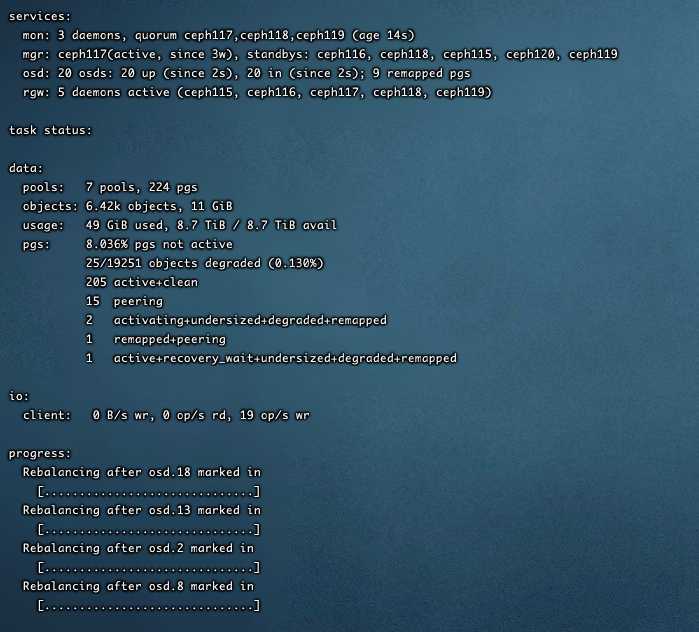 services:
mon: 3 daemons, quorum ceph117,ceph118,ceph119 (age 14s)
mgr: ceph117(active, since 3w), standbys: ceph116, ceph118, ceph115, ceph120, ceph119
osd: 20 osds: 20 up (since 2s), 20 in (since 2s); 9 remapped pgs
rgw: 5 daemons active (ceph115, ceph116, ceph117, ceph118, ceph119)
task status:
data:
pools:   7 pools, 224 pgs
objects: 6.42k objects, 11 GiB
usage:   49 GiB used, 8.7 TiB / 8.7 TiB avail
pgs:     8.036% pgs not active
25/19251 objects degraded (0.130%)
205 active+clean
15  peering
2   activating+undersized+degraded+remapped
1   remapped+peering
1   active+recovery_wait+undersized+degraded+remapped
io:
client:   0 B/s wr, 0 op/s rd, 19 op/s wr
progress:
Rebalancing after osd.18 marked in
[..............................]
Rebalancing after osd.13 marked in
[..............................]
Rebalancing after osd.2 marked in
[..............................]
Rebalancing after osd.8 marked in
[..............................]